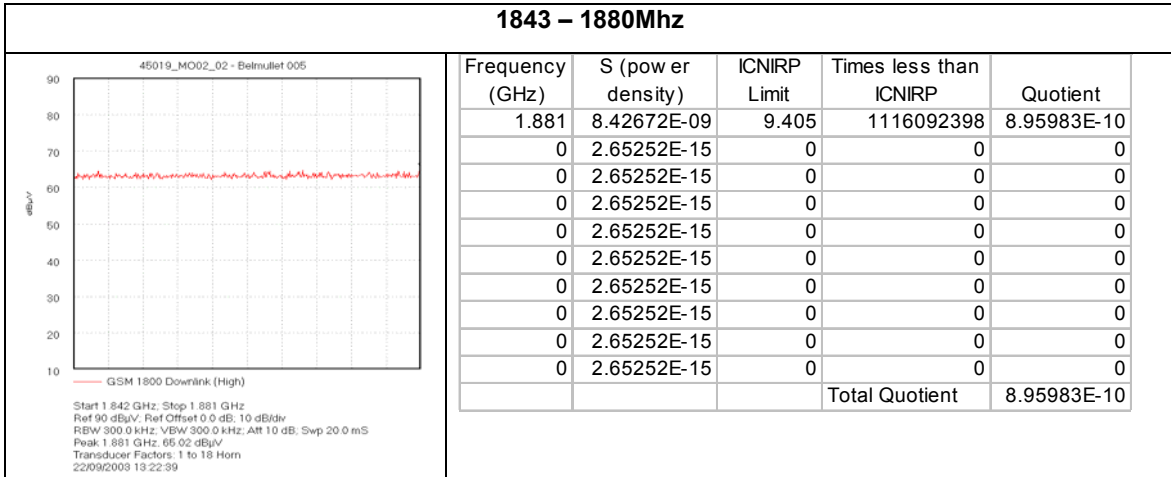 1843 – 1880Mhz
45019_MO02_02 - Belmullet 005
90
80
70
60
50
40
30
20
10
dBµV
GSM 1800 Downlink (High)
Start 1.842 GHz; Stop 1.881 GHz
Ref 90 dBµV; Ref Offset 0.0 dB; 10 dB/div
RBW 300.0 kHz; VBW 300.0 kHz; Att 10 dB; Swp 20.0 mS
Peak 1.881 GHz, 65.02 dBµV
Transducer Factors: 1 to 18 Horn
22/09/2003 13:22:39
Frequency S (pow er ICNIRP Times less than
(GHz) density) Limit ICNIRP Quotient
1.881 8.42672E-09 9.405 1116092398 8.95983E-10
0 2.65252E-15 0 0 0
0 2.65252E-15 0 0 0
0 2.65252E-15 0 0 0
0 2.65252E-15 0 0 0
0 2.65252E-15 0 0 0
0 2.65252E-15 0 0 0
0 2.65252E-15 0 0 0
0 2.65252E-15 0 0 0
0 2.65252E-15 0 0 0
Total Quotient 8.95983E-10